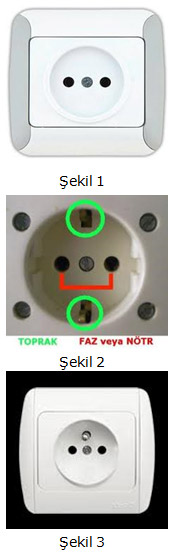 Şekil 1
TOPRAK FAZ veya NÖTR
Şekil 2
Şekil 3